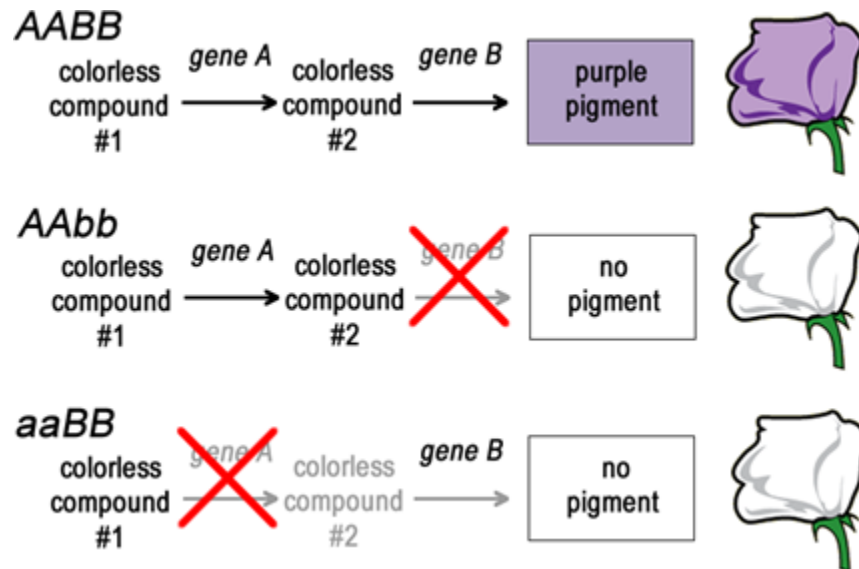 AABB
gene A gene B
colorless colorless purple
compound compound pigment
#1 #2
AAbb
gene A gene B
colorless colorless no
compound compound pigment
#1 #2
aaBB
gene A gene B
colorless colorless no
compound compound pigment
#1 #2